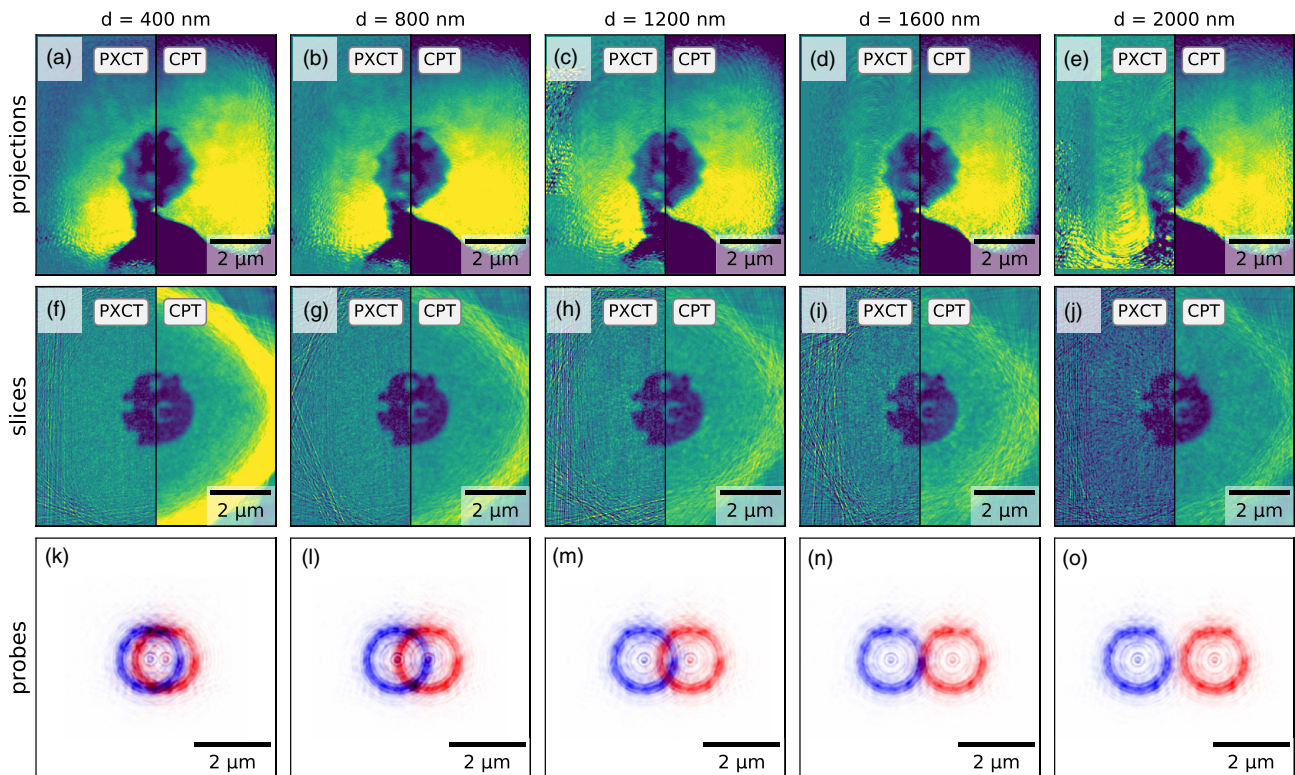 d = 400 nm d = 800 nm d = 1200 nm d = 1600 nm d = 2000 nm
projections
(a) PXCT CPT 2 μm (b) PXCT CPT 2 μm (c) PXCT CPT 2 μm (d) PXCT CPT 2 μm (e) PXCT CPT 2 μm
slices
(f) PXCT CPT 2 μm (g) PXCT CPT 2 μm (h) PXCT CPT 2 μm (i) PXCT CPT 2 μm (j) PXCT CPT 2 μm
probes
(k) 2 μm (l) 2 μm (m) 2 μm (n) 2 μm (o) 2 μm